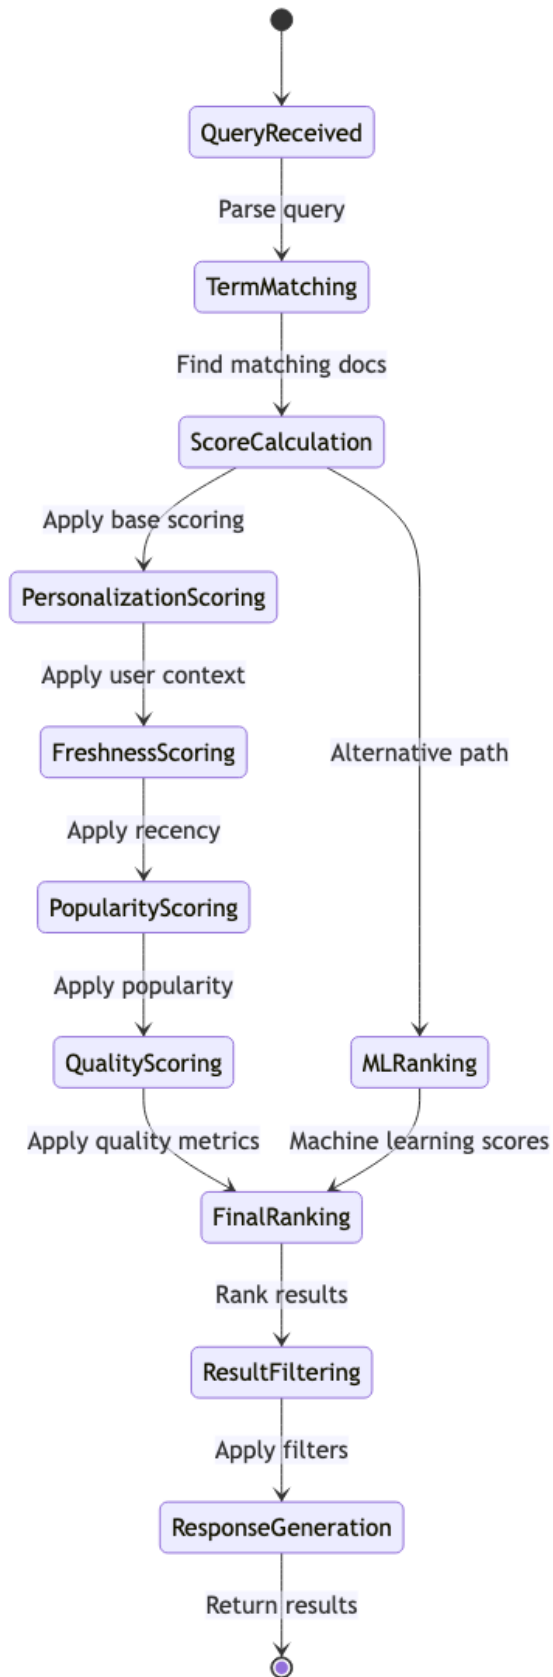 QueryReceived
Parse query
TermMatching
Find matching docs
ScoreCalculation
Apply base scoring
PersonalizationScoring
Apply user context
FreshnessScoring
Alternative path
Apply recency
PopularityScoring
Apply popularity
QualityScoring
MLRanking
Apply quality metrics
Machine learning scores
FinalRanking
Rank results
ResultFiltering
Apply filters
ResponseGeneration
Return results